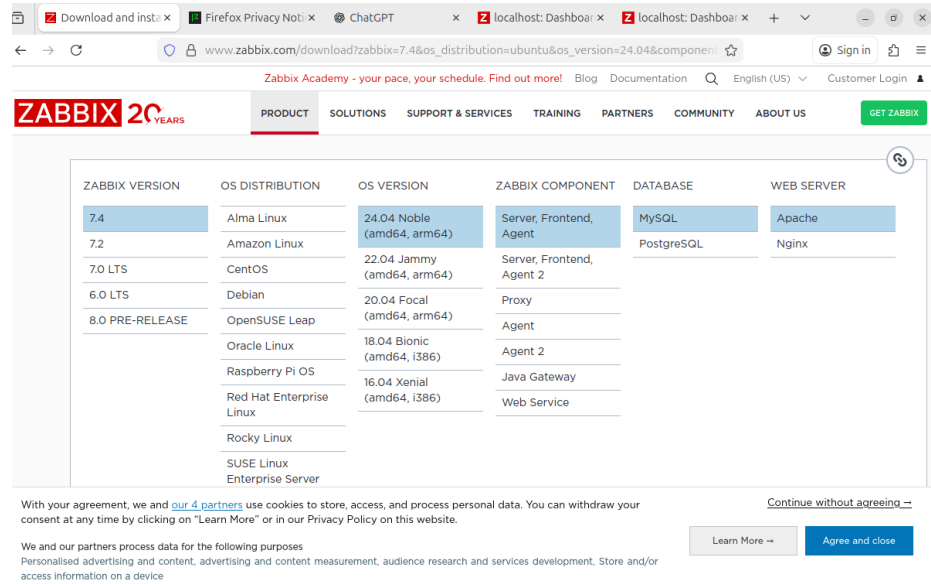 Download and insta
Firefox Privacy Noti
ChatGPT
localhost: Dashboar
localhost: Dashboar
www.zabbix.com/download?zabbix=7.4&os_distribution=ubuntu&os_version=24.04&component
Sign in
Zabbix Academy - your pace, your schedule. Find out more! Blog Documentation English (US) Customer Login
ZABBIX 20 YEARS
PRODUCT SOLUTIONS SUPPORT & SERVICES TRAINING PARTNERS COMMUNITY ABOUT US GET ZABBIX
ZABBIX VERSION
7.4
7.2
7.0 LTS
6.0 LTS
8.0 PRE-RELEASE
OS DISTRIBUTION
Alma Linux
Amazon Linux
CentOS
Debian
OpenSUSE Leap
Oracle Linux
Raspberry Pi OS
Red Hat Enterprise
Linux
Rocky Linux
SUSE Linux
Enterprise Server
OS VERSION
24.04 Noble
(amd64, arm64)
22.04 Jammy
(amd64, arm64)
20.04 Focal
(amd64, arm64)
18.04 Bionic
(amd64, i386)
16.04 Xenial
(amd64, i386)
ZABBIX COMPONENT
Server, Frontend,
Agent
Server, Frontend,
Agent 2
Proxy
Agent
Agent 2
Java Gateway
Web Service
DATABASE
MySQL
PostgreSQL
WEB SERVER
Apache
Nginx
With your agreement, we and our 4 partners use cookies to store, access, and process personal data. You can withdraw your
consent at any time by clicking on “Learn More” or in our Privacy Policy on this website.
We and our partners process data for the following purposes
Personalised advertising and content, advertising and content measurement, audience research and services development, Store and/or
access information on a device
Continue without agreeing →
Learn More →
Agree and close